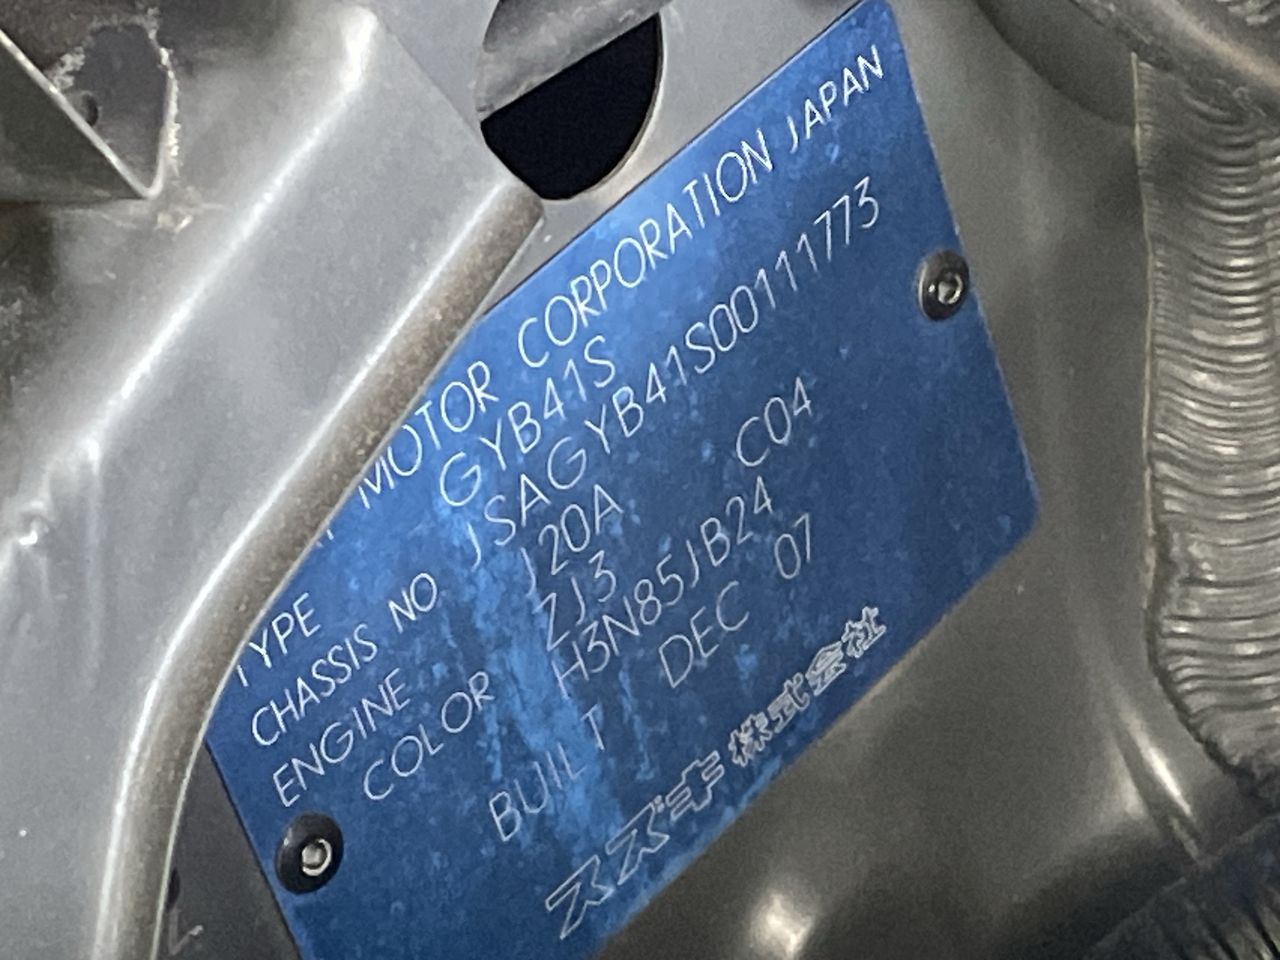 MOTOR CORPORATION JAPAN
TYPE GYB41S
CHASSIS NO JSAGYB41S00111773
ENGINE J20A C04
COLOR ZJ3
H3N85JB24
BUILT DEC 07
スズキ株式会社